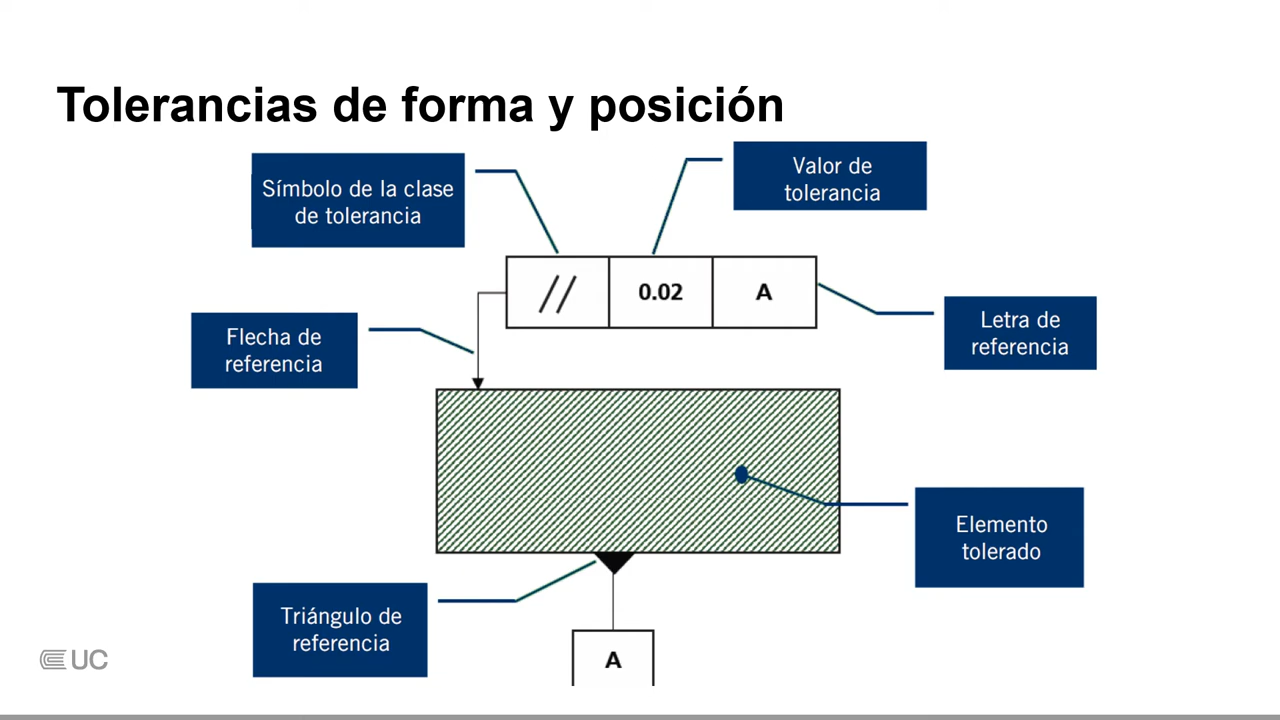 Tolerancias de forma y posición
Símbolo de la clase
de tolerancia
Valor de
tolerancia
//
0.02
A
Flecha de
referencia
Letra de
referencia
Elemento
tolerado
Triángulo de
referencia
A
UC